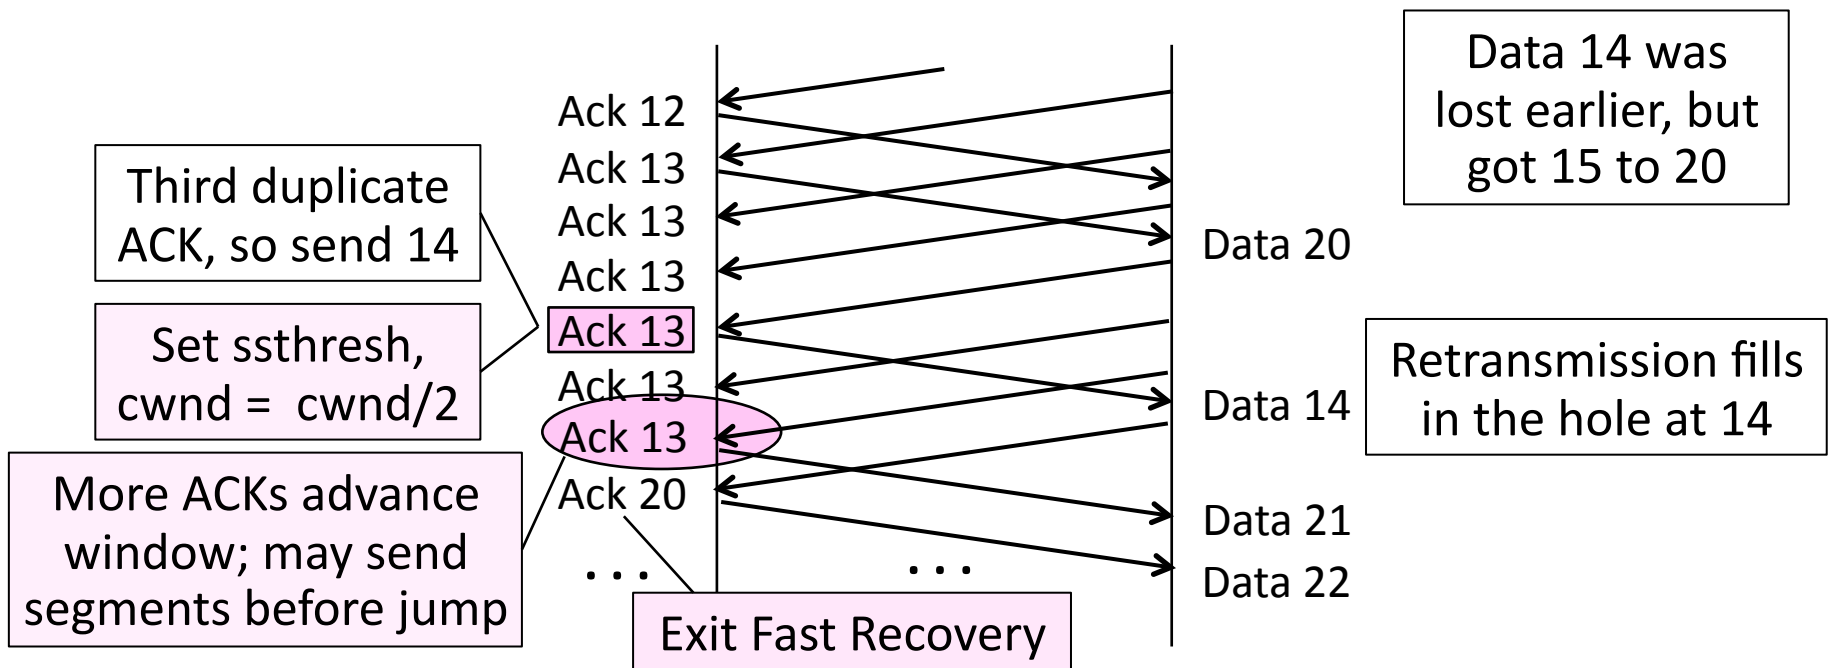 Data 14 was
lost earlier, but
got 15 to 20
Ack 12
Ack 13
Ack 13
Ack 13
Ack 13
Ack 13
Ack 13
Ack 20
. . .
Third duplicate
ACK, so send 14
Set ssthresh,
cwnd = cwnd/2
More ACKs advance
window; may send
segments before jump
. . .
Exit Fast Recovery
Data 20
Data 14
Data 21
Data 22
Retransmission fills
in the hole at 14